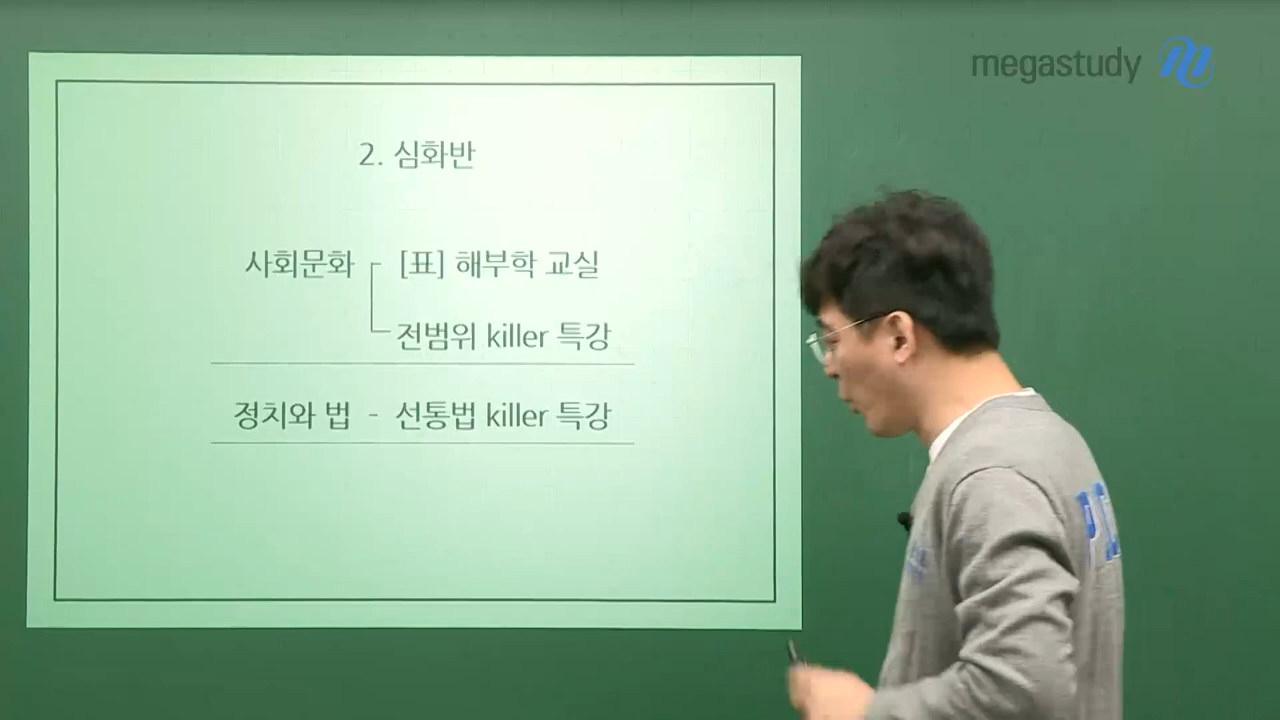 megastudy
2. 심화반
사회문화 [표] 해부학 교실
전범위 killer 특강
정치와 법 - 선통법 killer 특강